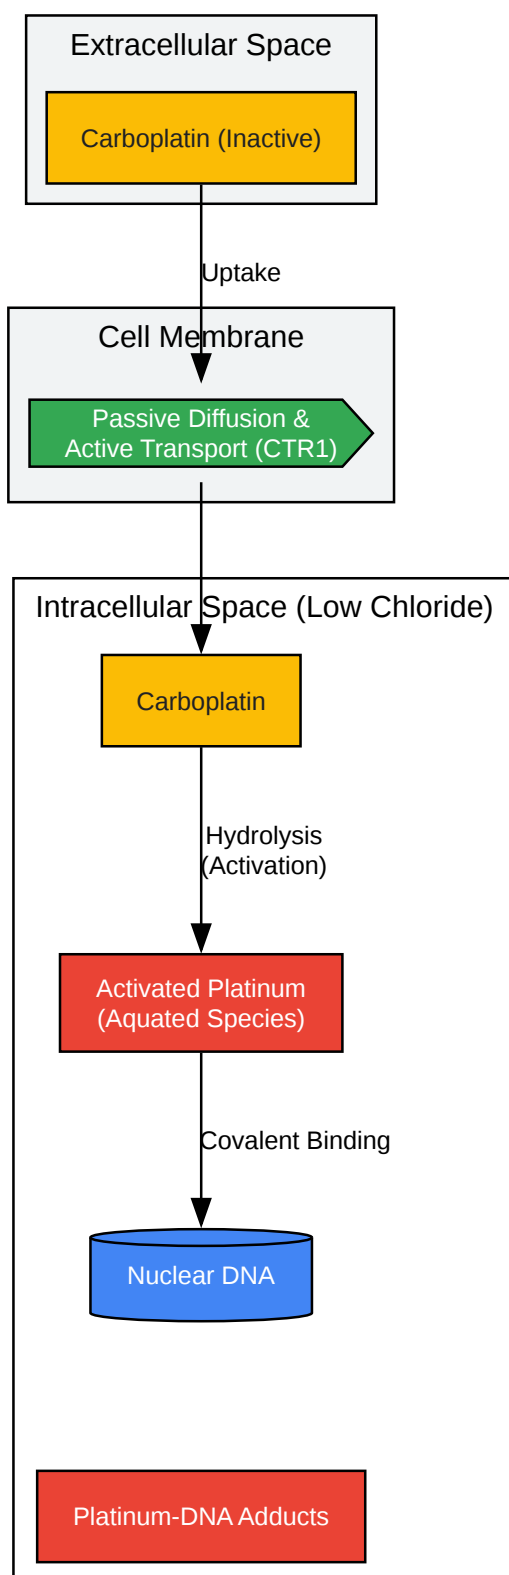 Extracellular Space
Carboplatin (Inactive)
Uptake
Cell Membrane
Passive Diffusion &
Active Transport (CTR1)
Intracellular Space (Low Chloride)
Carboplatin
Hydrolysis
(Activation)
Activated Platinum
(Aquated Species)
Covalent Binding
Nuclear DNA
Platinum-DNA Adducts